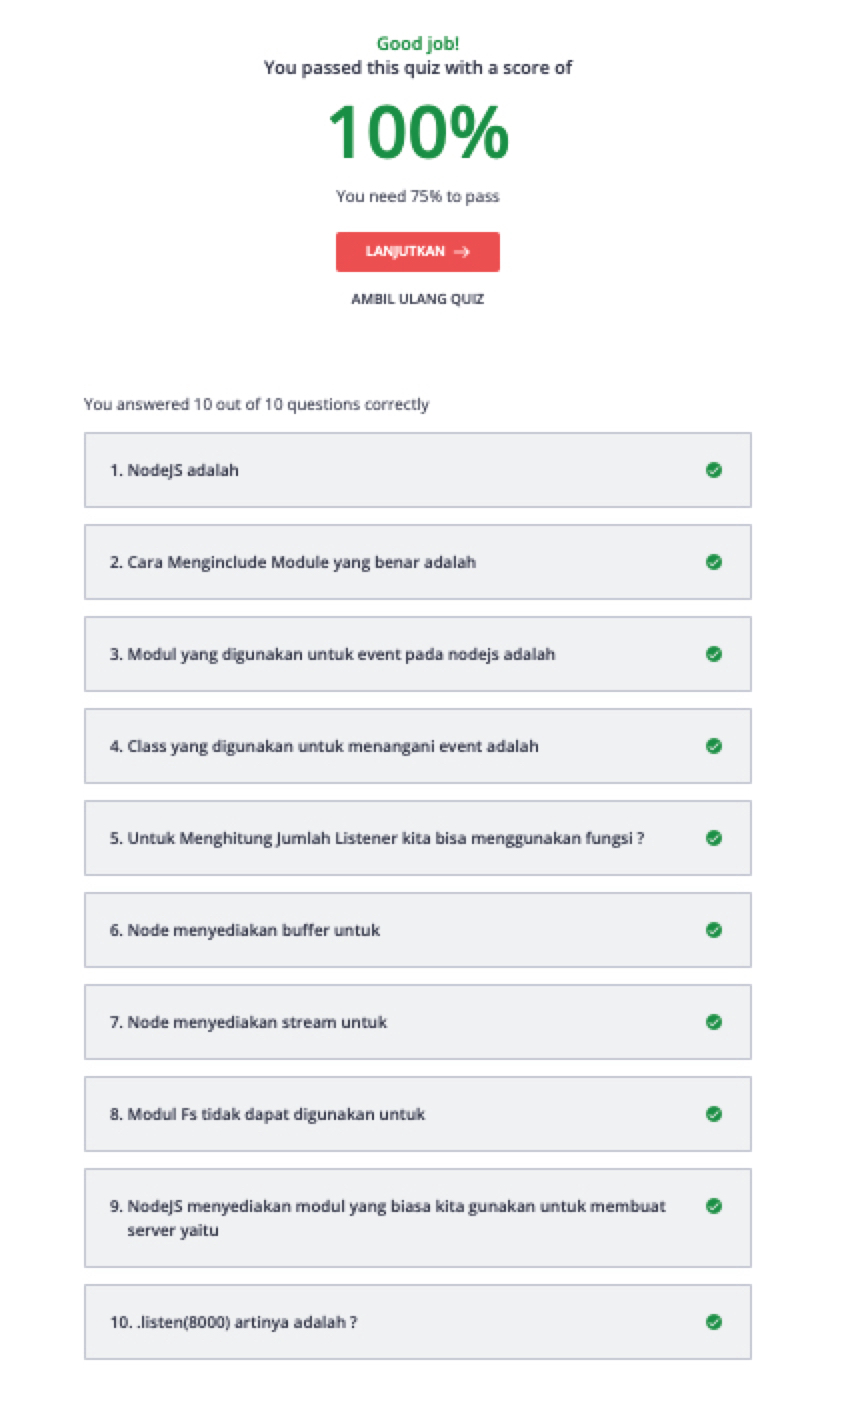 Good job!
You passed this quiz with a score of
100%
You need 75% to pass
LANJUTKAN →
AMBIL ULANG QUIZ
You answered 10 out of 10 questions correctly
1. NodeJS adalah
2. Cara Menginclude Module yang benar adalah
3. Modul yang digunakan untuk event pada nodejs adalah
4. Class yang digunakan untuk menangani event adalah
5. Untuk Menghitung Jumlah Listener kita bisa menggunakan fungsi ?
6. Node menyediakan buffer untuk
7. Node menyediakan stream untuk
8. Modul Fs tidak dapat digunakan untuk
9. NodeJS menyediakan modul yang biasa kita gunakan untuk membuat
server yaitu
10. .listen(8000) artinya adalah ?